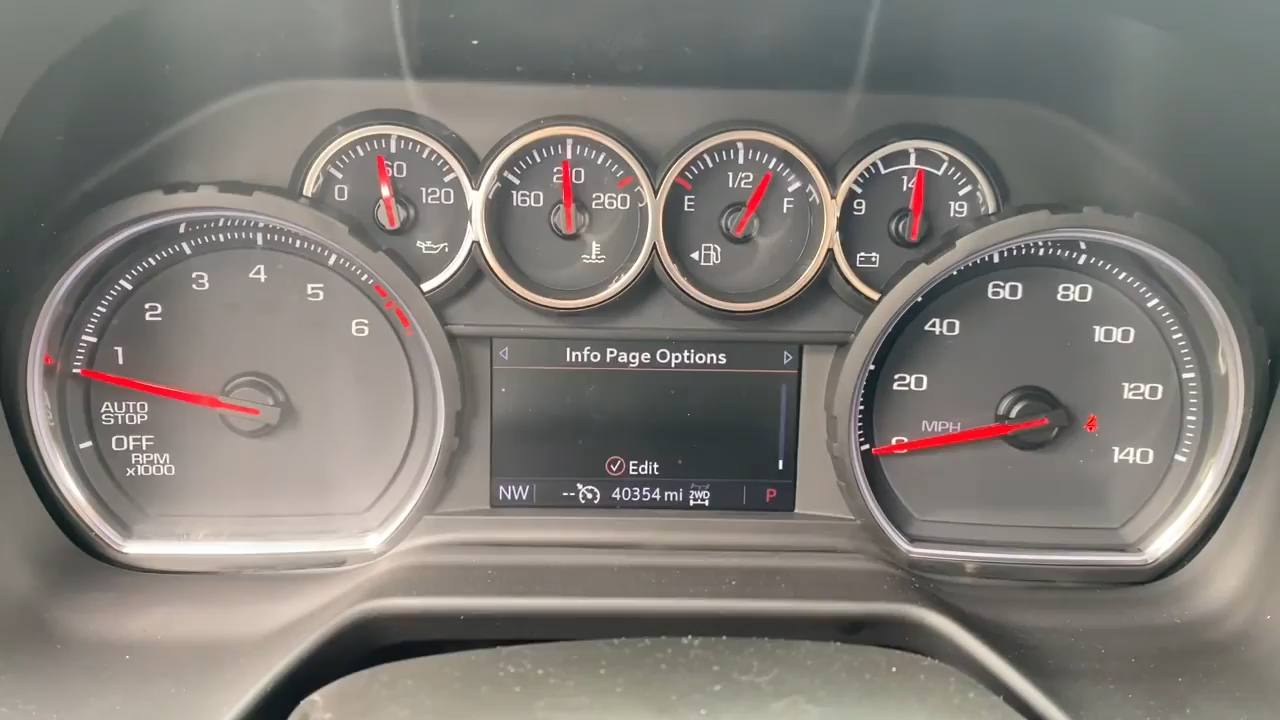 0 60 120
160 210 260
E 1/2 F
9 14 19
1 2 3 4 5 6
AUTO
STOP
OFF
RPM
x1000
Info Page Options
Edit
NW -- 40354 mi 2WD P
0 20 40 60 80 100 120 140
MPH